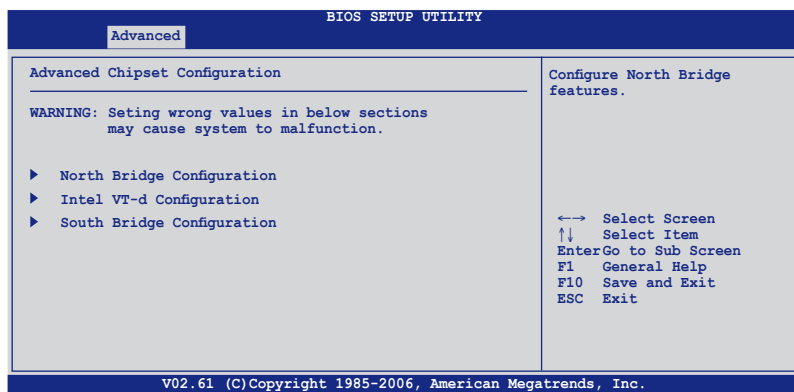 BIOS SETUP UTILITY
Advanced
Advanced Chipset Configuration
WARNING: Seting wrong values in below sections
may cause system to malfunction.
North Bridge Configuration
Intel VT-d Configuration
South Bridge Configuration
Configure North Bridge
features.
←→ Select Screen
↑↓ Select Item
EnterGo to Sub Screen
F1 General Help
F10 Save and Exit
ESC Exit
V02.61 (C)Copyright 1985-2006, American Megatrends, Inc.